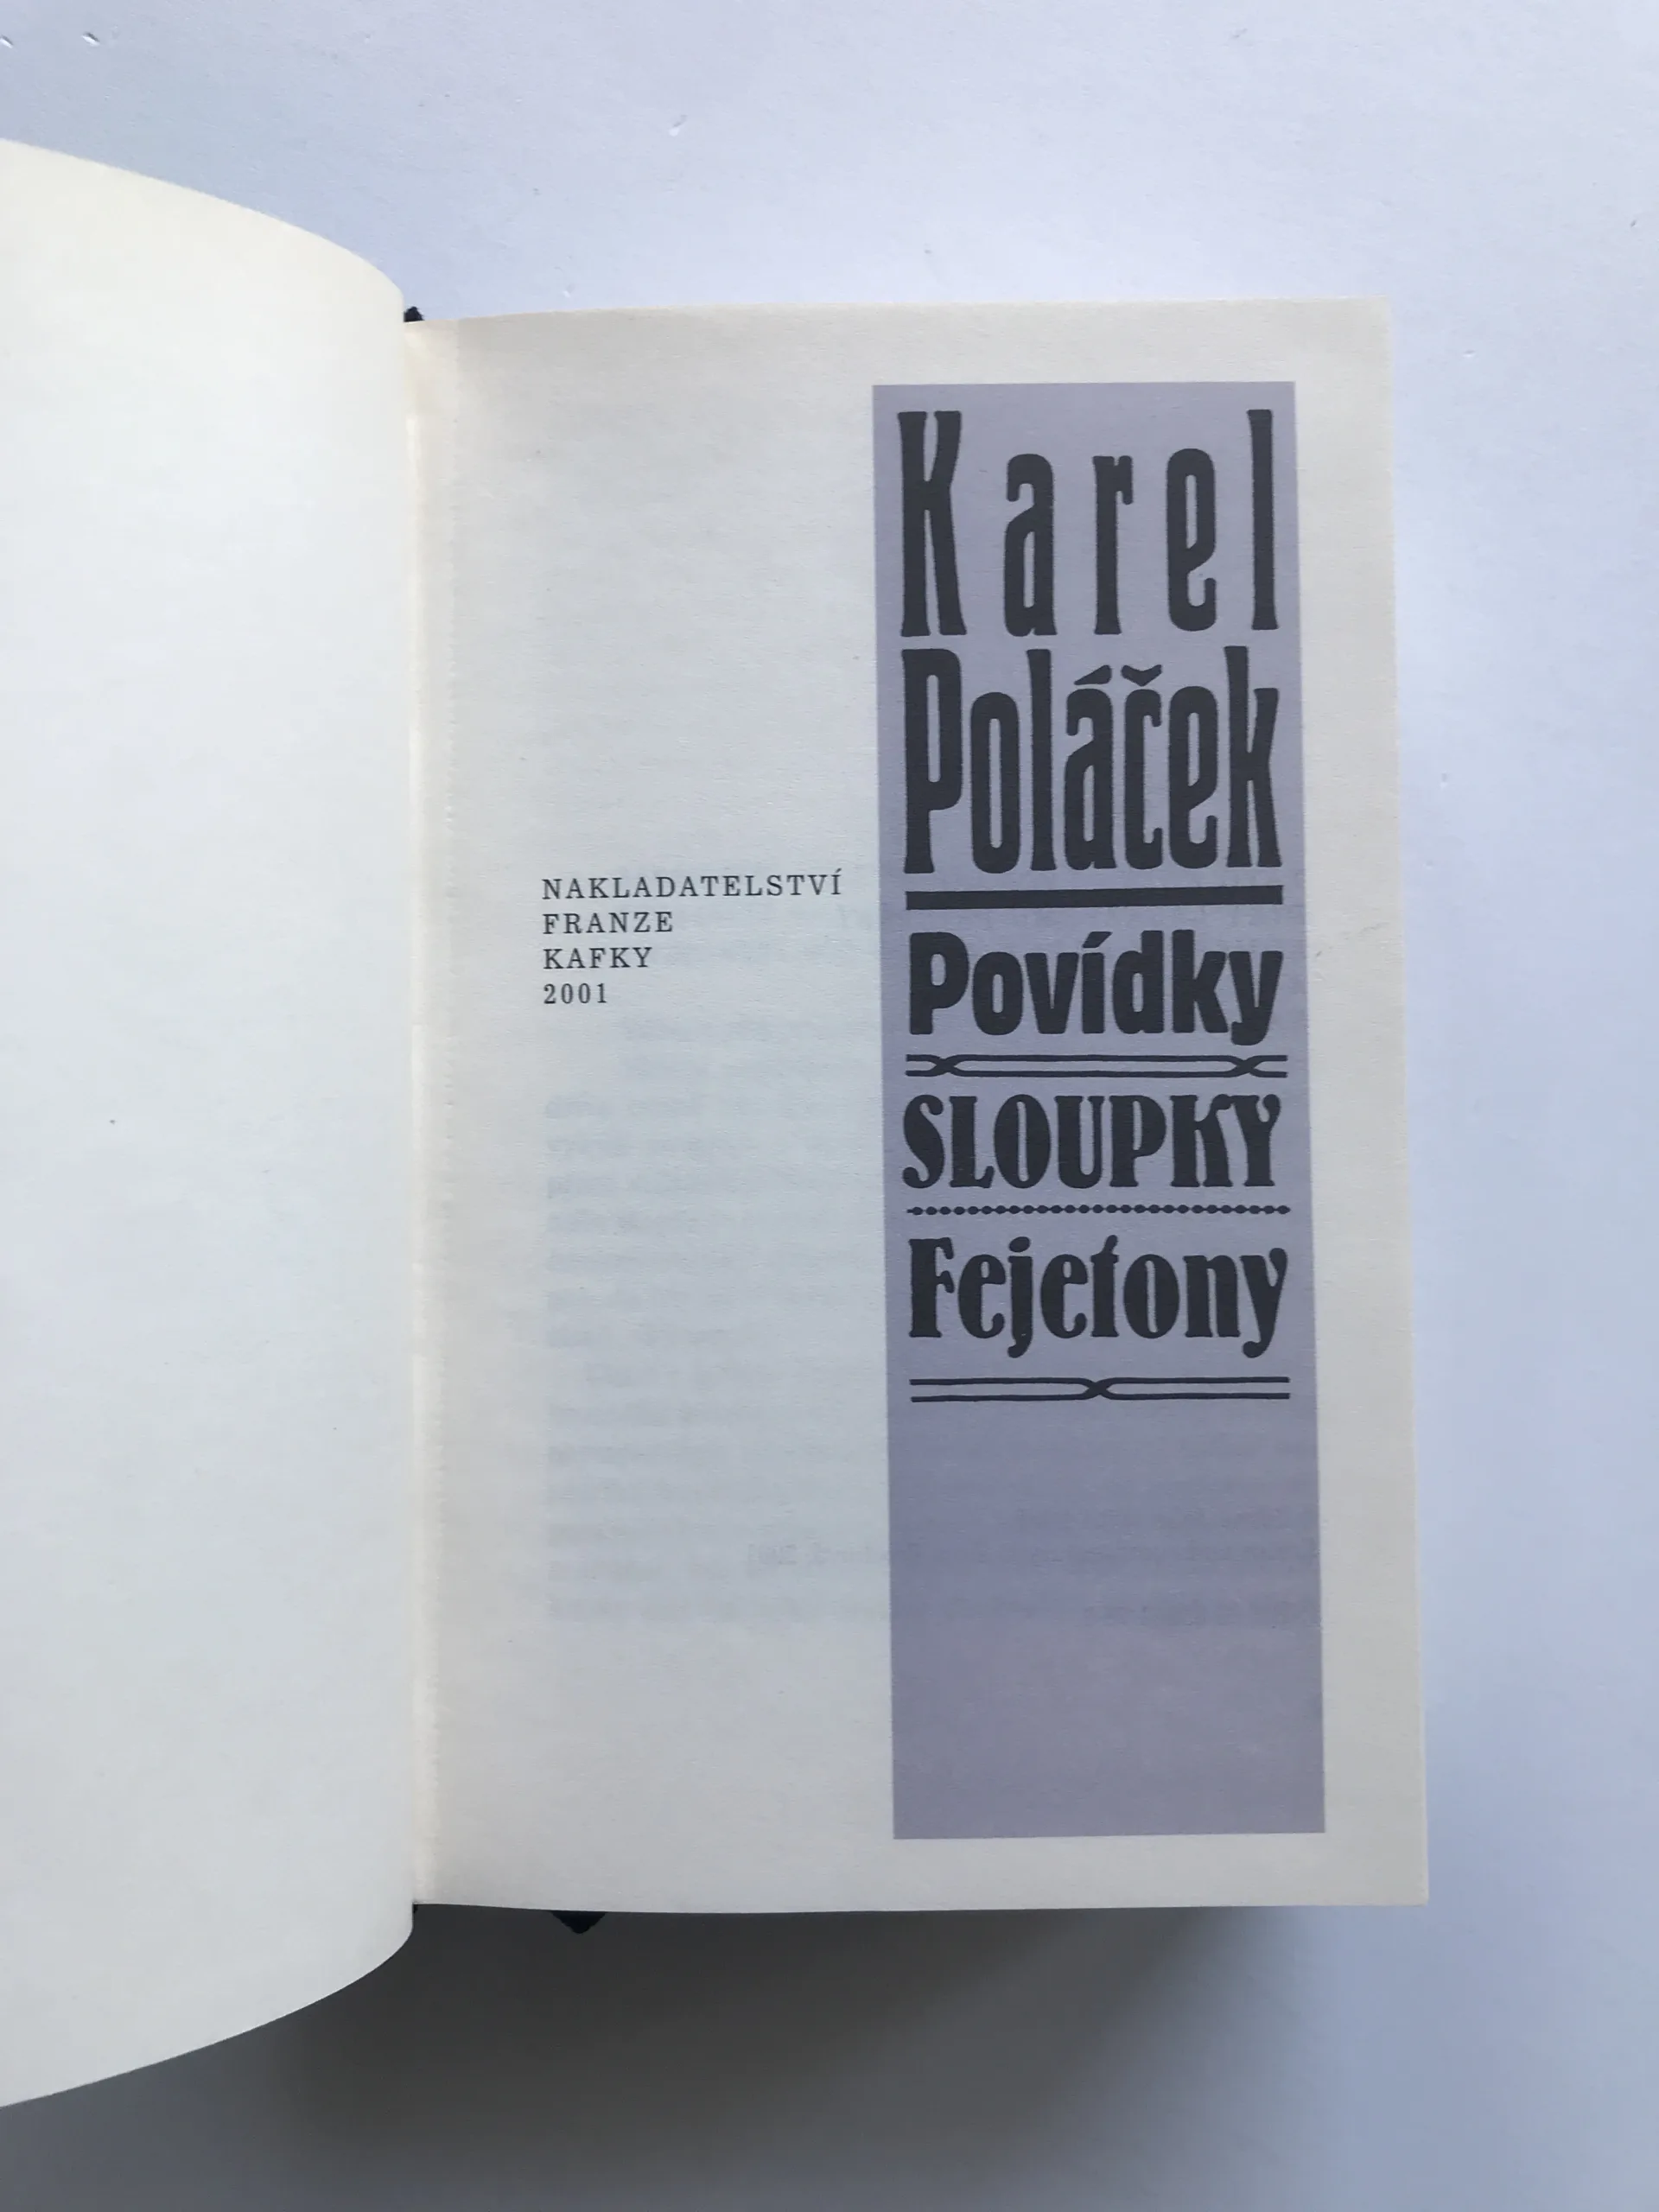 Karel
Poláček
Povídky
SLOUPKY
Fejetony
NAKLADATELSTVÍ
FRANZE
KAFKY
2001